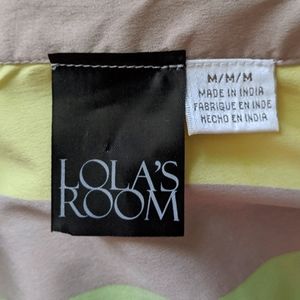 M/M/M
MADE IN INDIA
FABRIQUE EN INDE
HECHO EN INDIA
LOLA'S
ROOM